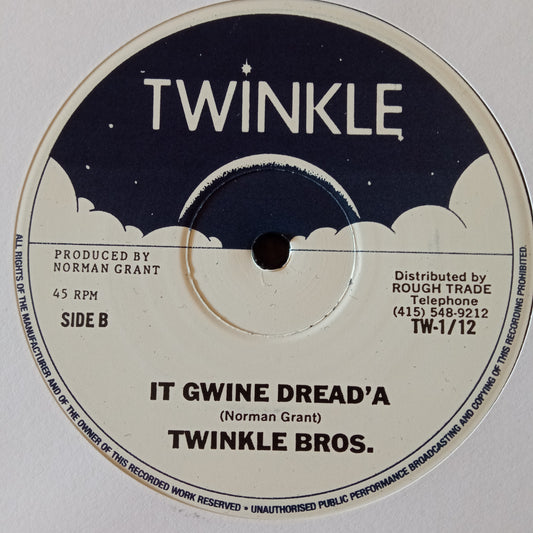 TWINKLE
PRODUCED BY
NORMAN GRANT
45 RPM
SIDE B
Distributed by
ROUGH TRADE
Telephone
(415) 548-9212
TW-1/12
IT GWINE DREAD'A
(Norman Grant)
TWINKLE BROS.
ALL RIGHTS OF THE MANUFACTURER AND OF THE OWNER OF THIS RECORDED WORK RESERVED • UNAUTHORISED PUBLIC PERFORMANCE BROADCASTING AND COPYING OF THIS RECORDING PROHIBITED.